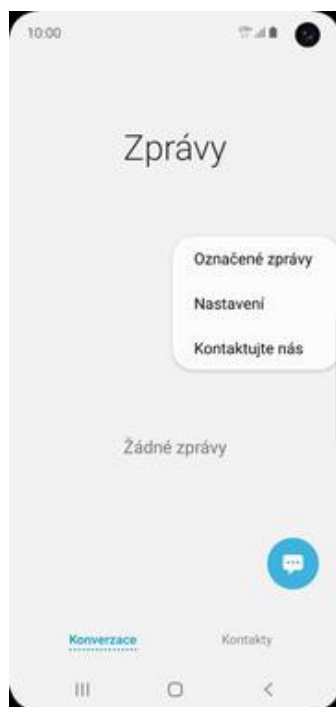 10:00
Zprávy
Označené zprávy
Nastavení
Kontaktujte nás
Žádné zprávy
Konverzace
Kontakty